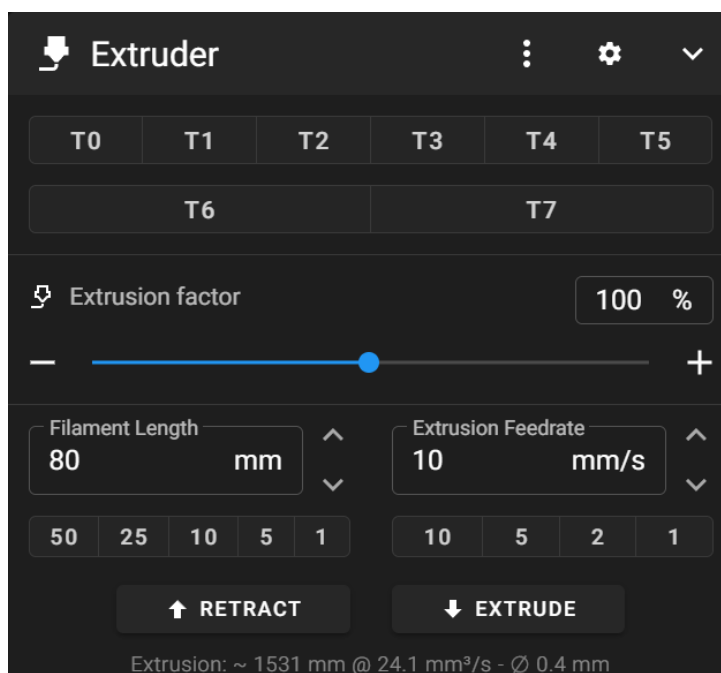 Extruder
T0 T1 T2 T3 T4 T5
T6 T7
Extrusion factor 100 %
Filament Length Extrusion Feedrate
80 mm 10 mm/s
50 25 10 5 1 10 5 2 1
RETRACT EXTRUDE
Extrusion: ~ 1531 mm @ 24.1 mm³/s - ∅ 0.4 mm